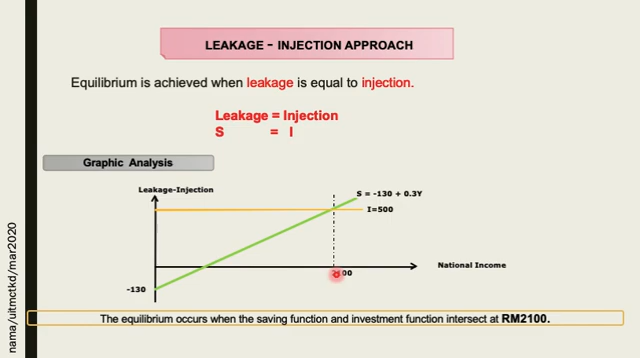 LEAKAGE - INJECTION APPROACH
Equilibrium is achieved when leakage is equal to injection.
Leakage = Injection
S = I
Graphic Analysis
Leakage-Injection
S = -130 + 0.3Y
I=500
National Income
-130
The equilibrium occurs when the saving function and investment function intersect at RM2100.
nama/uitmctkd/mar2020